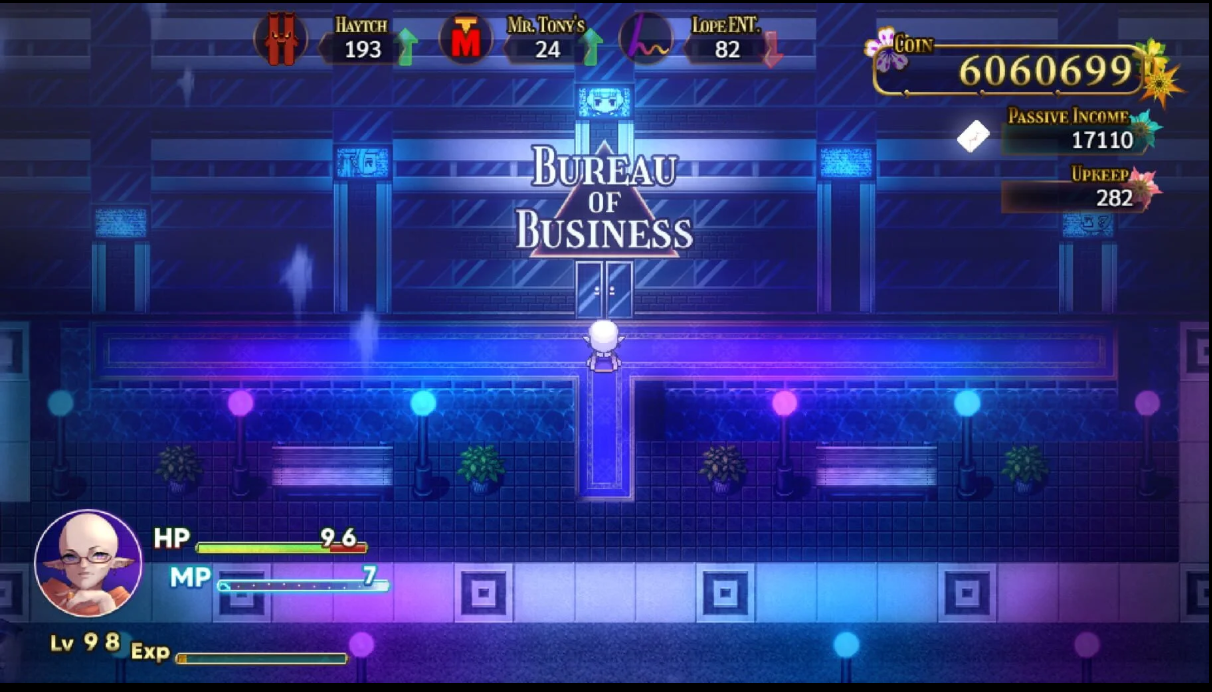 HAYTCH
193
MR. TONY'S
24
LOPE ENT.
82
COIN
6060699
PASSIVE INCOME
17110
UPKEEP
282
BUREAU
OF
BUSINESS
HP 96
MP 7
Lv 98 Exp